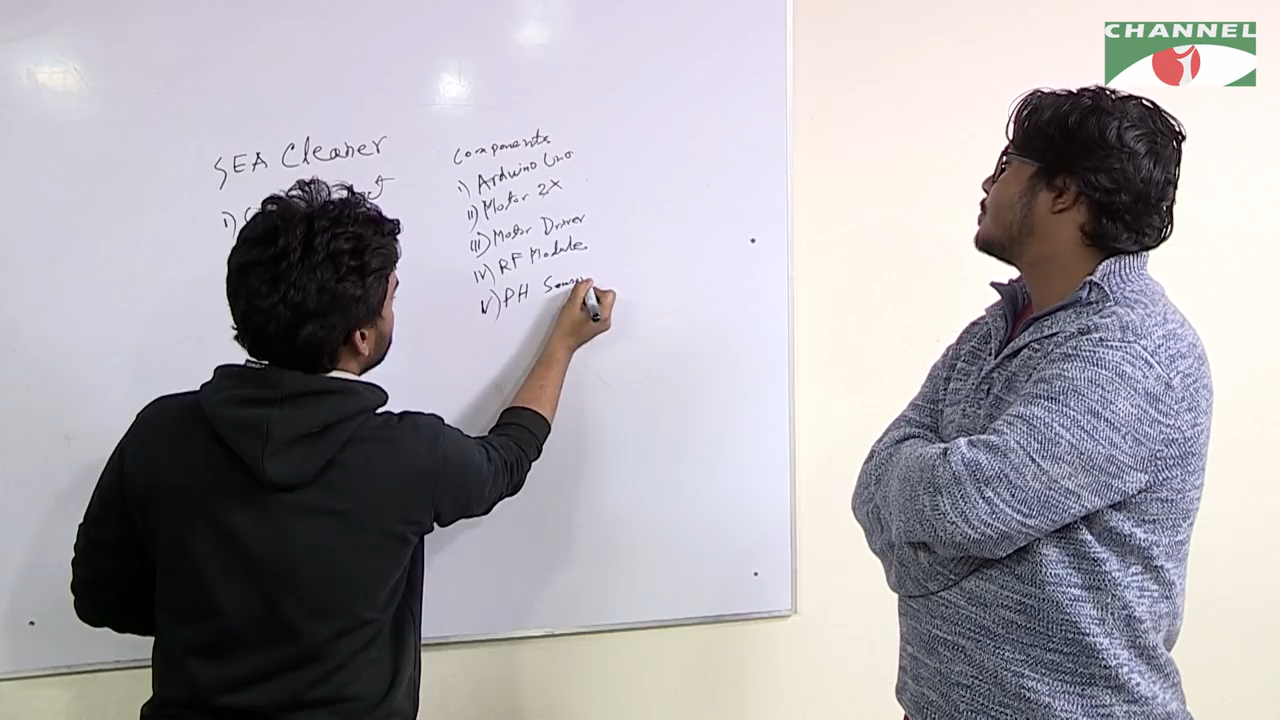 CHANNEL i
SEA Cleaner
i)
Components
i) Arduino Uno
ii) Motor 2X
iii) Motor Driver
iv) RF Module
v) PH